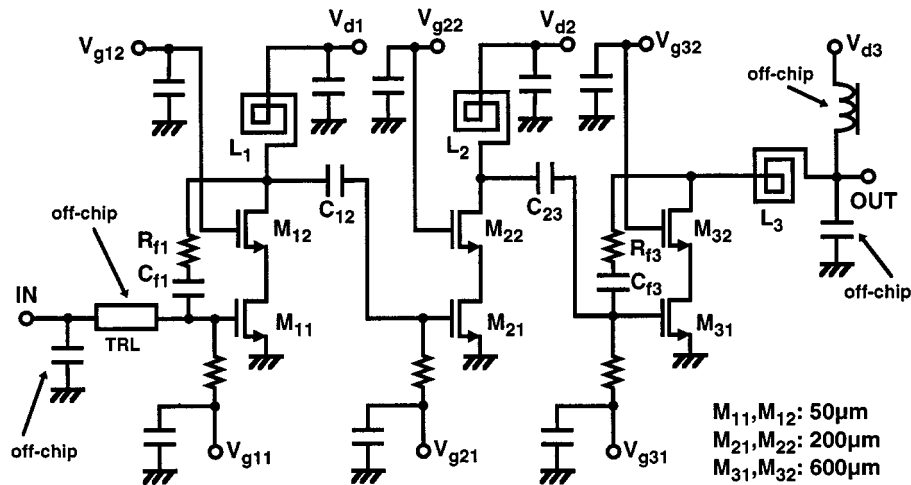 Vg12
Vd1
Vg22
Vd2
Vg32
Vd3
off-chip
L1
L2
L3
OUT
C12
C23
off-chip
M12
M22
M32
Rf1
Cf1
Rf3
Cf3
off-chip
IN
TRL
M11
M21
M31
off-chip
Vg11
Vg21
Vg31
M11,M12: 50µm
M21,M22: 200µm
M31,M32: 600µm